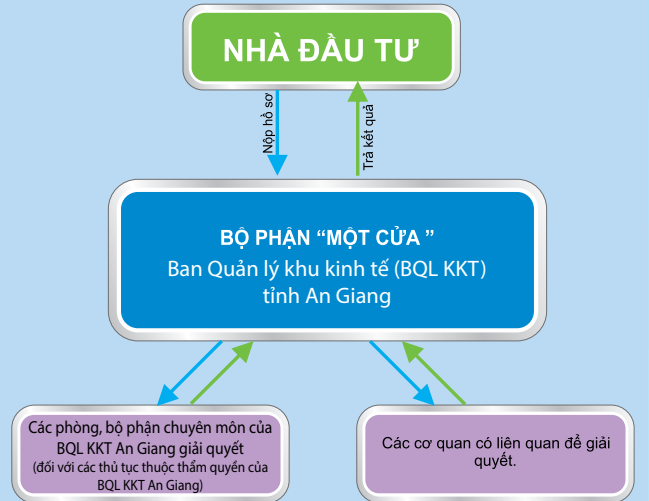 NHÀ ĐẦU TƯ
Nộp hồ sơ
Trả kết quả
BỘ PHẬN “MỘT CỬA ”
Ban Quản lý khu kinh tế (BQL KKT)
tỉnh An Giang
Các phòng, bộ phận chuyên môn của
BQL KKT An Giang giải quyết
(đối với các thủ tục thuộc thẩm quyền của
BQL KKT An Giang)
Các cơ quan có liên quan để giải
quyết.